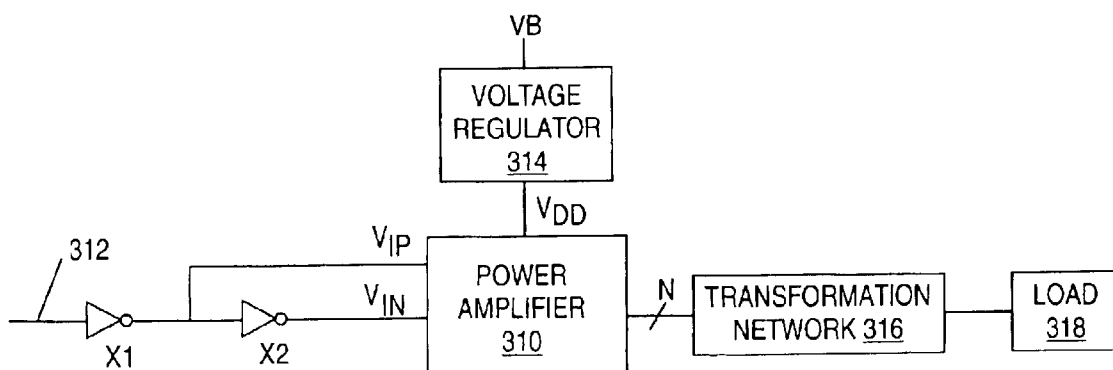 VB
VOLTAGE
REGULATOR
314
VDD
312
VIP
VIN
X1
X2
POWER
AMPLIFIER
310
N
TRANSFORMATION
NETWORK 316
LOAD
318